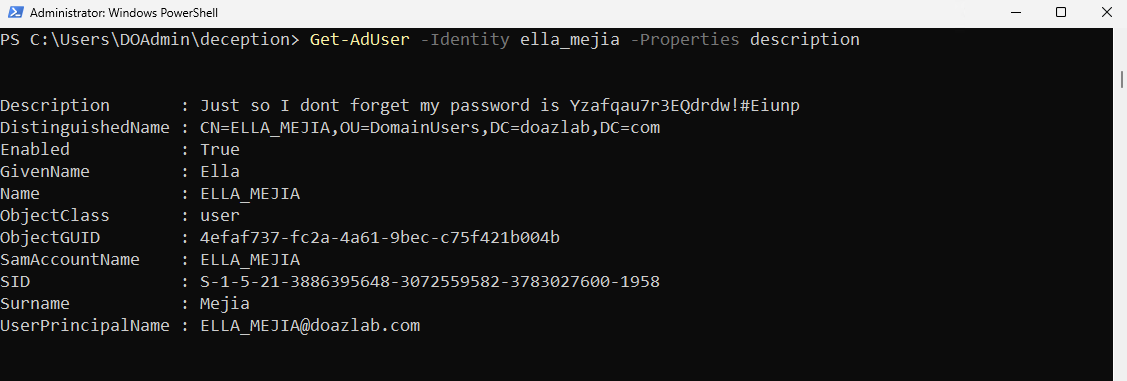 Administrator: Windows PowerShell
PS C:\Users\DOAdmin\deception> Get-AdUser -Identity ella_mejia -Properties description
Description : Just so I dont forget my password is Yzafqau7r3EQdrdw!#Eiunp
DistinguishedName : CN=ELLA_MEJIA,OU=DomainUsers,DC=doazlab,DC=com
Enabled : True
GivenName : Ella
Name : ELLA_MEJIA
ObjectClass : user
ObjectGUID : 4efaf737-fc2a-4a61-9bec-c75f421b004b
SamAccountName : ELLA_MEJIA
SID : S-1-5-21-3886395648-3072559582-3783027600-1958
Surname : Mejia
UserPrincipalName : ELLA_MEJIA@doazlab.com